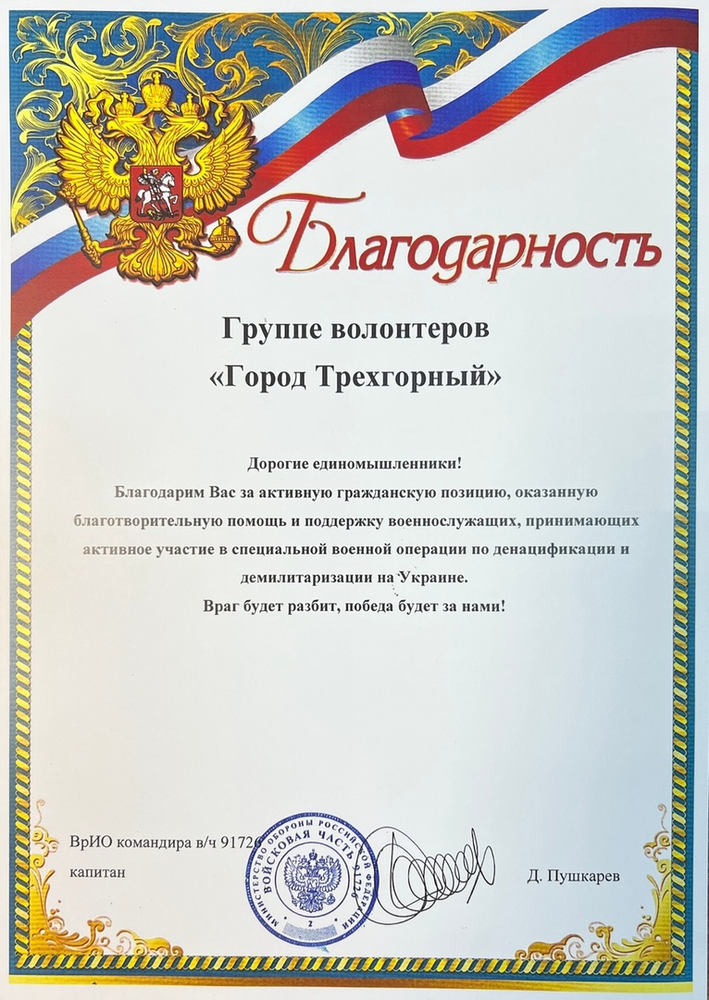 Благодарность
Группе волонтеров
«Город Трехгорный»
Дорогие единомышленники!
Благодарим Вас за активную гражданскую позицию, оказанную
благотворительную помощь и поддержку военнослужащих, принимающих
активное участие в специальной военной операции по денацификации и
демилитаризации на Украине.
Враг будет разбит, победа будет за нами!
ВрИО командира в/ч 91726
капитан
МИНИСТЕРСТВО ОБОРОНЫ РОССИЙСКОЙ ФЕДЕРАЦИИ
ВОЙСКОВАЯ ЧАСТЬ 91726
* 2 *
Д. Пушкарев